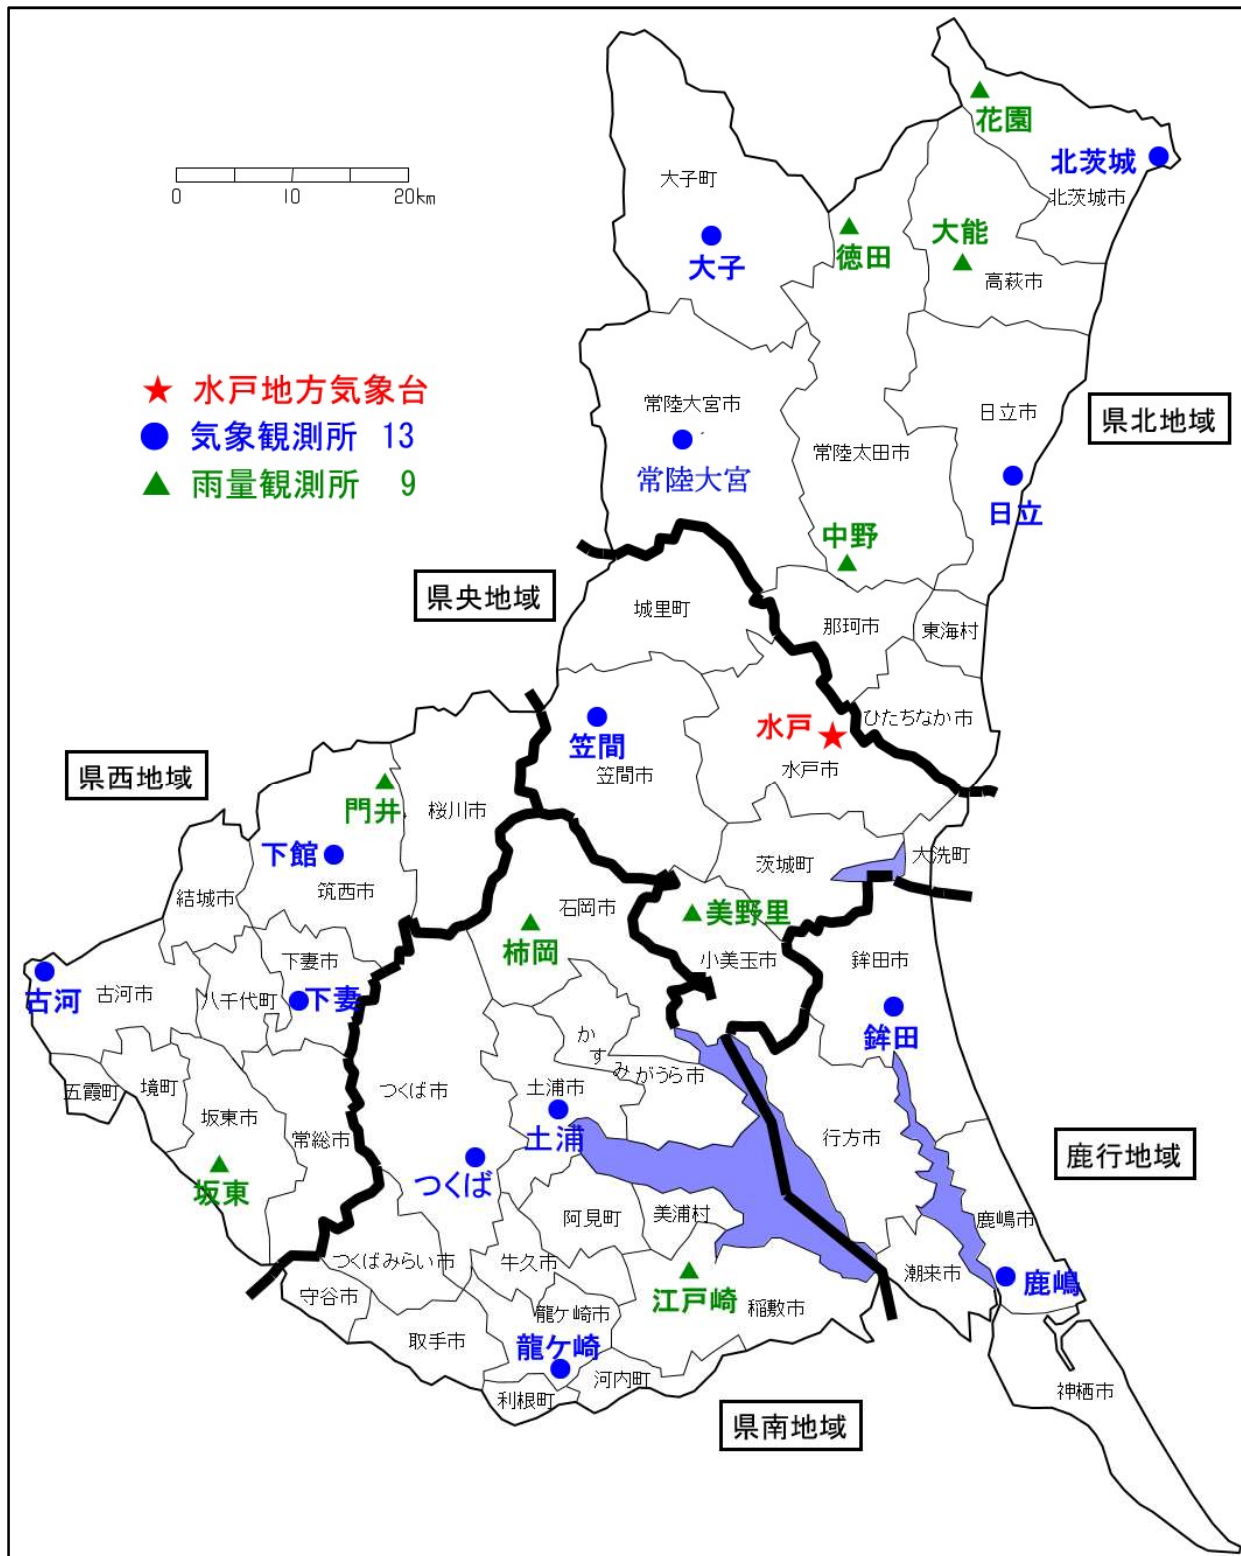 花園
北茨城
0 10 20km
大子町
北茨城市
大子
徳田
大能
高萩市
★ 水戸地方気象台
● 気象観測所 13
▲ 雨量観測所 9
常陸大宮市
日立市
県北地域
常陸大宮
常陸太田市
日立
中野
県央地域
城里町
那珂市
東海村
水戸
ひたちなか市
笠間
笠間市
水戸市
県西地域
門井
桜川市
下館
筑西市
茨城町
大洗町
結城市
石岡市
美野里
柿岡
小美玉市
鉾田市
下妻市
古河
古河市
八千代町
下妻
鉾田
かすみがうら市
五霞町
境町
坂東市
常総市
つくば市
土浦市
土浦
行方市
鹿行地域
坂東
つくば
阿見町
美浦村
鹿嶋市
つくばみらい市
牛久市
潮来市
鹿嶋
守谷市
取手市
龍ケ崎市
江戸崎
稲敷市
龍ケ崎
河内町
利根町
神栖市
県南地域